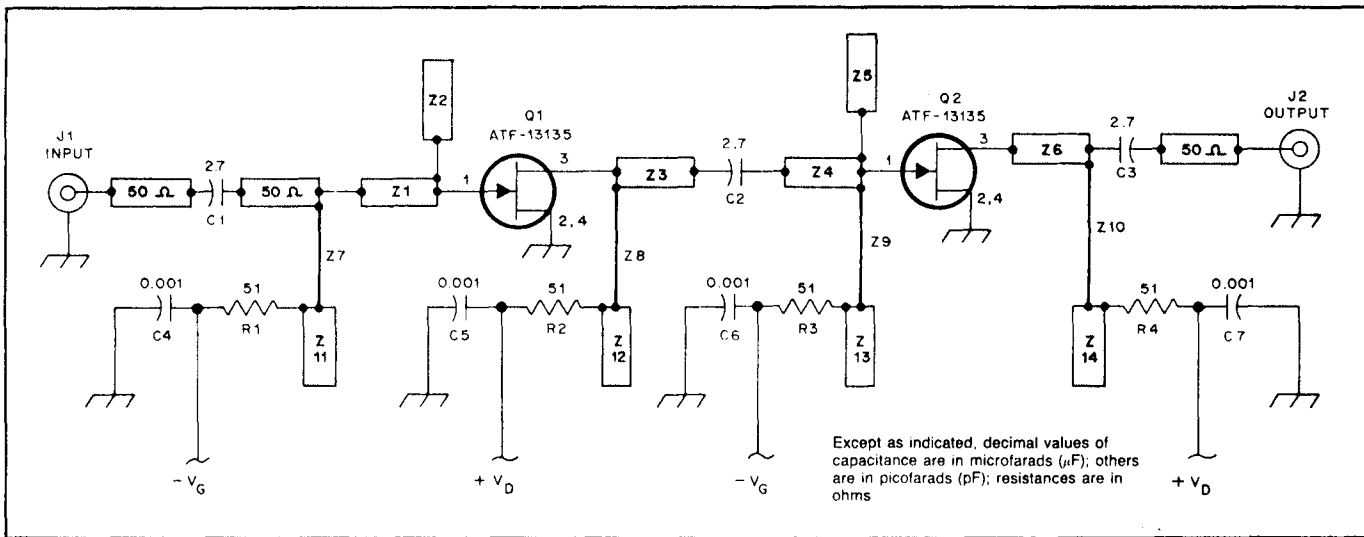 Z2
Z5
Q1
ATF-13135
Q2
ATF-13135
J1
INPUT
J2
OUTPUT
50 Ω
2.7
C1
50 Ω
Z1
1
3
2,4
Z3
2.7
C2
Z4
1
3
2,4
Z6
2.7
C3
50 Ω
Z7
Z8
Z9
Z10
0.001
C4
51
R1
Z
11
0.001
C5
51
R2
Z
12
0.001
C6
51
R3
Z
13
Z
14
51
R4
0.001
C7
- VG
+ VD
- VG
+ VD
Except as indicated, decimal values of
capacitance are in microfarads (μF); others
are in picofarads (pF); resistances are in
ohms